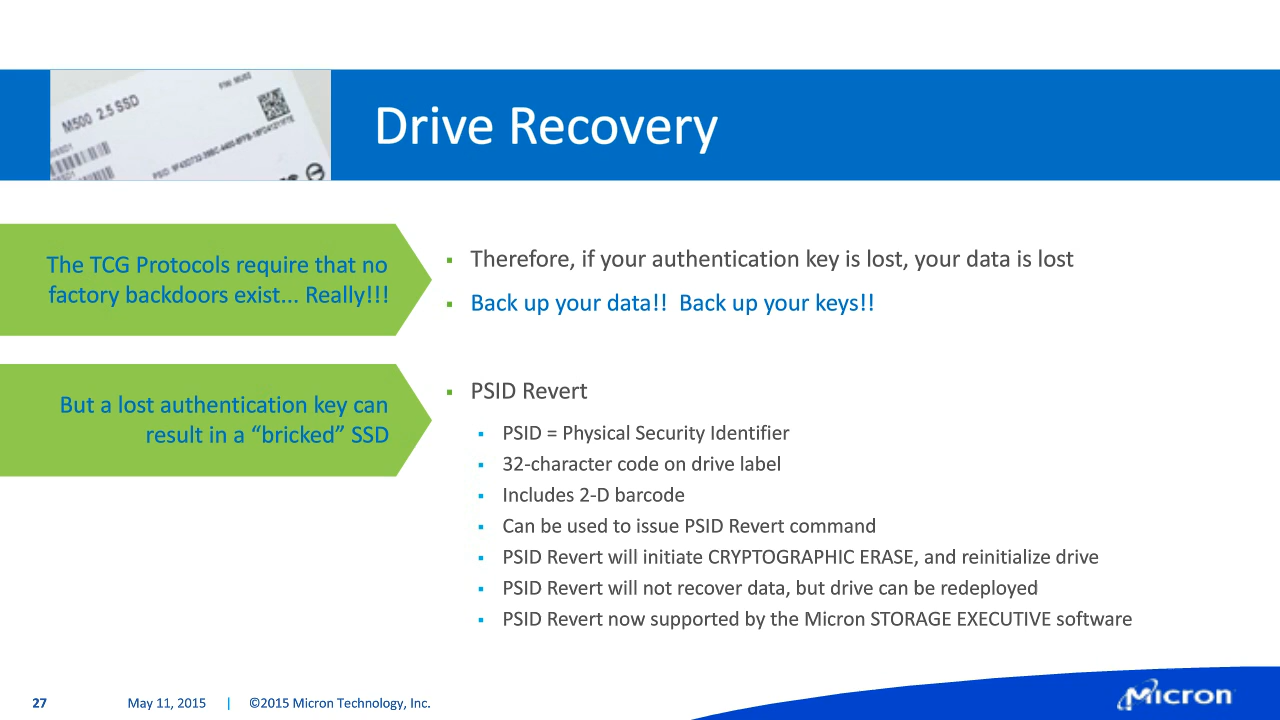 M500 2.5 SSD
Drive Recovery
The TCG Protocols require that no
factory backdoors exist... Really!!!
▪ Therefore, if your authentication key is lost, your data is lost
▪ Back up your data!! Back up your keys!!
But a lost authentication key can
result in a “bricked” SSD
▪ PSID Revert
▪ PSID = Physical Security Identifier
▪ 32-character code on drive label
▪ Includes 2-D barcode
▪ Can be used to issue PSID Revert command
▪ PSID Revert will initiate CRYPTOGRAPHIC ERASE, and reinitialize drive
▪ PSID Revert will not recover data, but drive can be redeployed
▪ PSID Revert now supported by the Micron STORAGE EXECUTIVE software
27 May 11, 2015 | ©2015 Micron Technology, Inc.
Micron